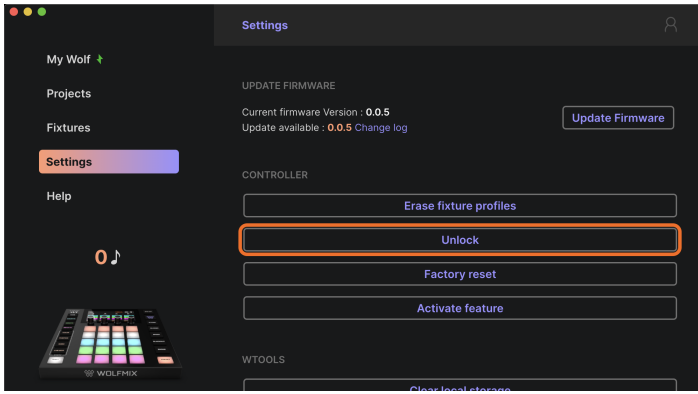 Settings
My Wolf
Projects
Fixtures
Settings
Help
0
WOLFMIX
UPDATE FIRMWARE
Current firmware Version : 0.0.5
Update available : 0.0.5 Change log
Update Firmware
CONTROLLER
Erase fixture profiles
Unlock
Factory reset
Activate feature
WTOOLS
Clear local storage